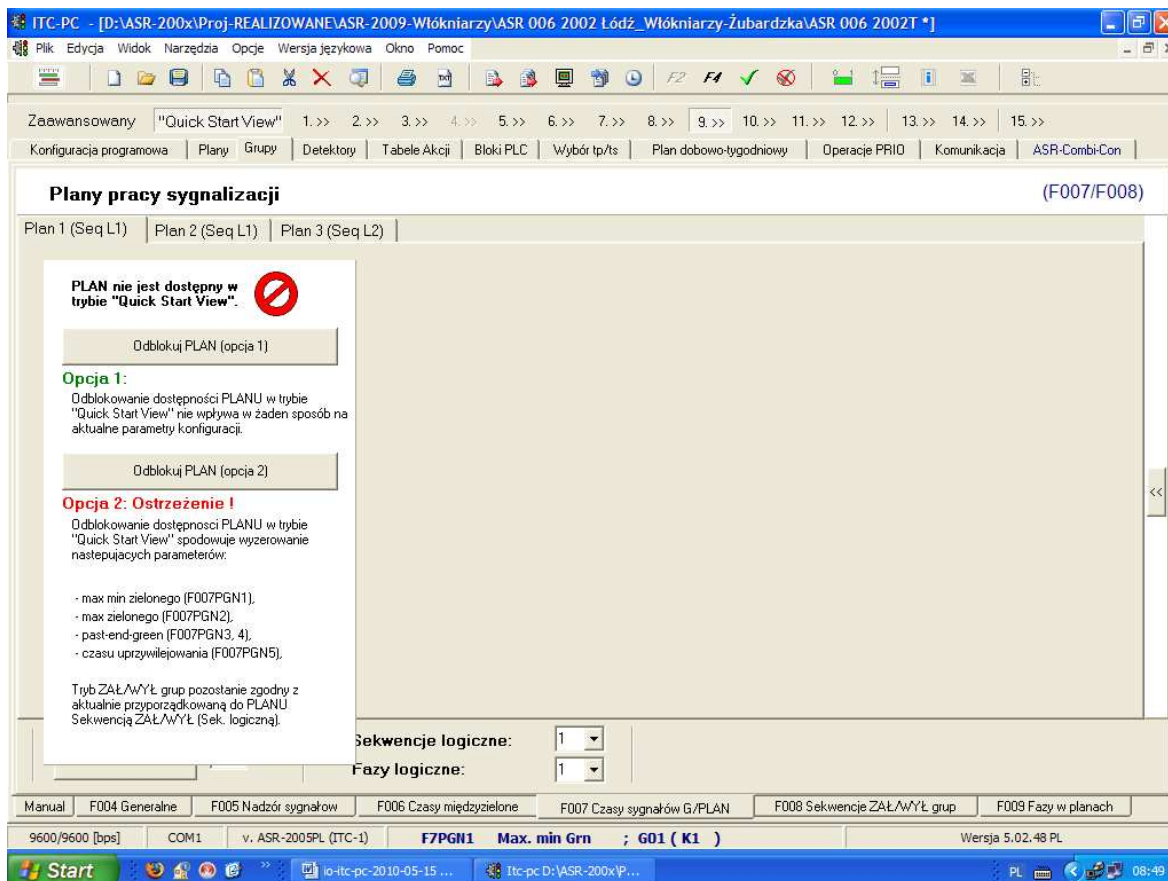 ITC-PC - [D:\ASR-200x\Proj-REALIZOWANE\ASR-2009-Włókniarzy\ASR 006 2002 Łódź_Włókniarzy-Żubardzka\ASR 006 2002T *]
Plik Edycja Widok Narzędzia Opcje Wersja językowa Okno Pomoc
F2 F4
Zaawansowany "Quick Start View" 1. >> 2. >> 3. >> 4. >> 5. >> 6. >> 7. >> 8. >> 9. >> 10. >> 11. >> 12. >> 13. >> 14. >> 15. >>
Konfiguracja programowa Plany Grupy Detektory Tabele Akcji Bloki PLC Wybór tp/ts Plan dobowo-tygodniowy Operacje PRIO Komunikacja ASR-Combi-Con
Plany pracy sygnalizacji (F007/F008)
Plan 1 (Seq L1) Plan 2 (Seq L1) Plan 3 (Seq L2)
PLAN nie jest dostępny w
trybie "Quick Start View".
Odblokuj PLAN (opcja 1)
Opcja 1:
Odblokowanie dostępności PLANU w trybie
"Quick Start View" nie wpływa w żaden sposób na
aktualne parametry konfiguracji.
Odblokuj PLAN (opcja 2)
<<
Opcja 2: Ostrzeżenie !
Odblokowanie dostępnosci PLANU w trybie
"Quick Start View" spodowuje wyzerowanie
nastepujacych parameterów:
- max min zielonego (F007PGN1),
- max zielonego (F007PGN2),
- past-end-green (F007PGN3, 4),
- czasu uprzywilejowania (F007PGN5),
Tryb ZAŁ/WYŁ grup pozostanie zgodny z
aktualnie przyporządkowaną do PLANU
Sekwencją ZAŁ/WYŁ (Sek. logiczną).
Sekwencje logiczne: 1
Fazy logiczne: 1
Manual F004 Generalne F005 Nadzór sygnałow F006 Czasy międzyzielone F007 Czasy sygnałów G/PLAN F008 Sekwencje ZAŁ/WYŁ grup F009 Fazy w planach
9600/9600 [bps] COM1 v. ASR-2005PL (ITC-1) F7PGN1 Max. min Grn ; G01 ( K1 ) Wersja 5.02.48 PL
Start io-itc-pc-2010-05-15 ... Itc-pc D:\ASR-200x\P... PL 08:49